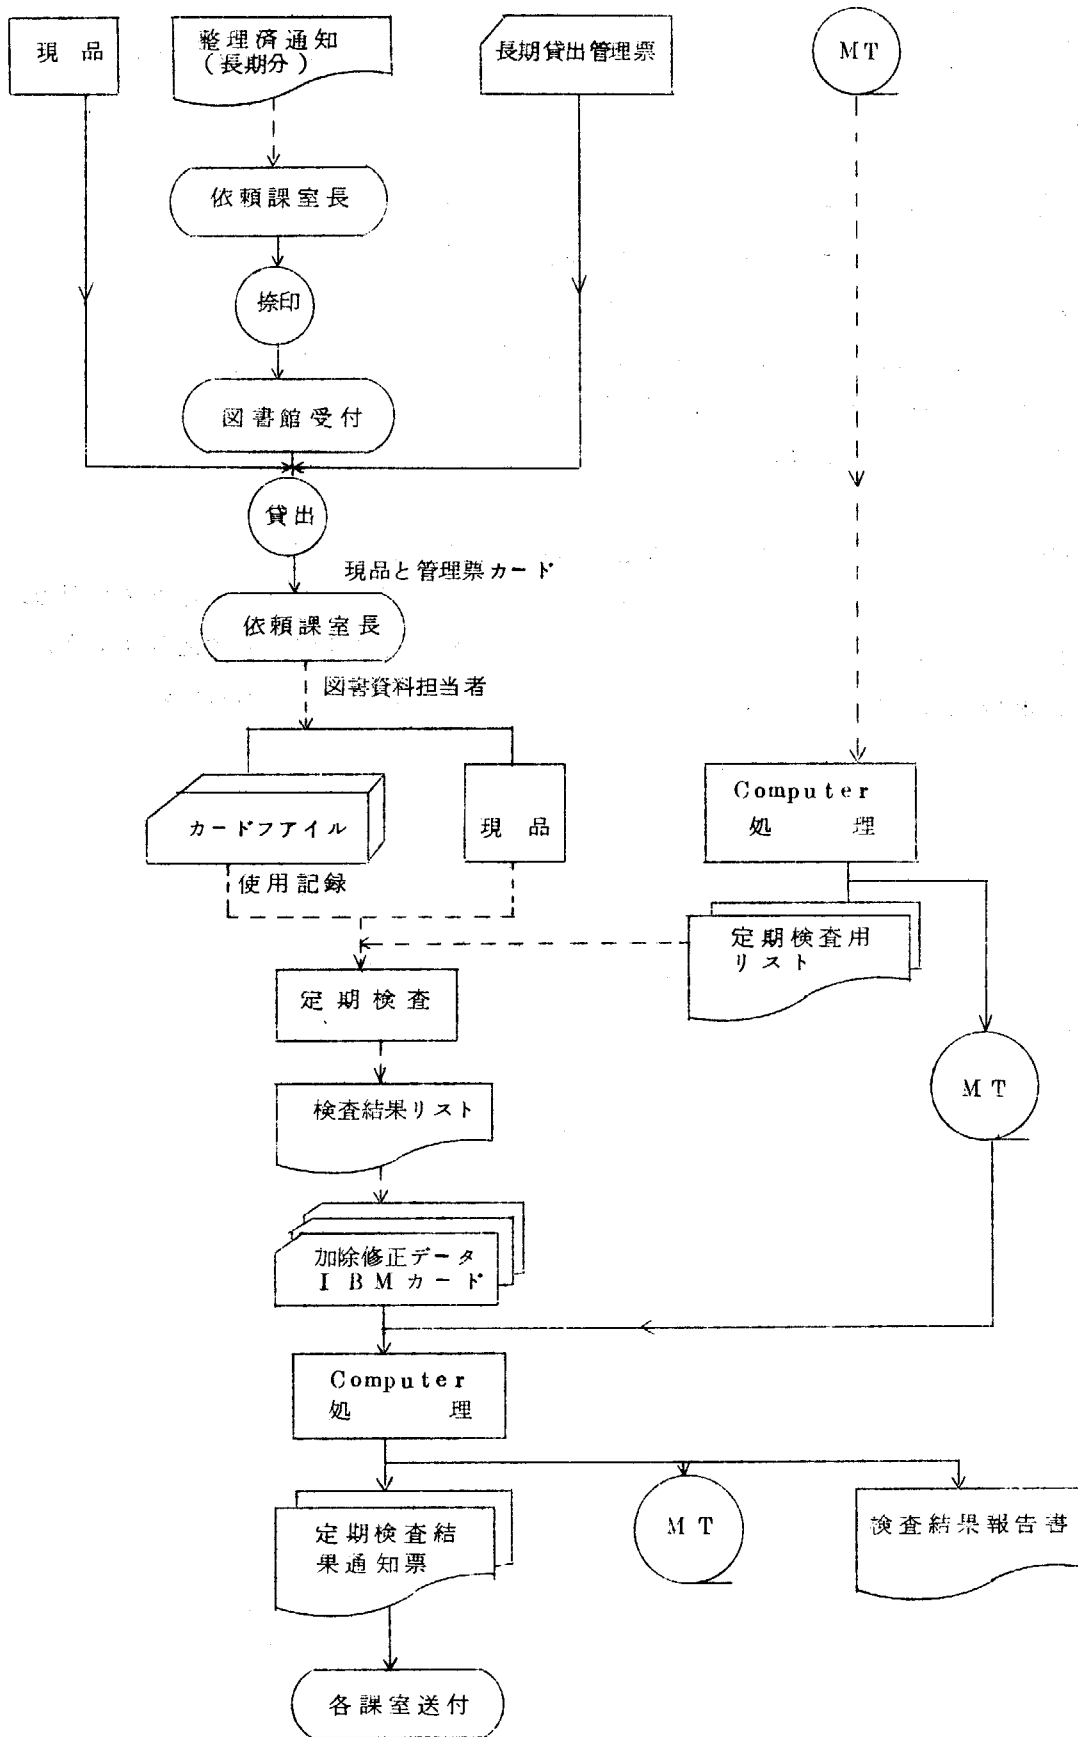 現品
整理済通知
(長期分)
長期貸出管理票
MT
依頼課室長
捺印
図書館受付
貸出
現品と管理票カード
依頼課室長
図書資料担当者
カードファイル
現品
Computer
処理
使用記録
定期検査用
リスト
定期検査
MT
検査結果リスト
加除修正データ
IBMカード
Computer
処理
定期検査結
果通知票
MT
検査結果報告書
各課室送付